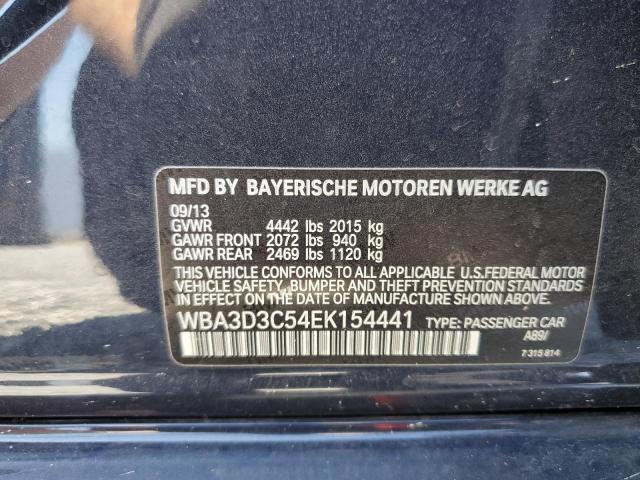 MFD BY BAYERISCHE MOTOREN WERKE AG
09/13
GVWR 4442 lbs 2015 kg
GAWR FRONT 2072 lbs 940 kg
GAWR REAR 2469 lbs 1120 kg
THIS VEHICLE CONFORMS TO ALL APPLICABLE U.S.FEDERAL MOTOR
VEHICLE SAFETY, BUMPER AND THEFT PREVENTION STANDARDS
IN EFFECT ON THE DATE OF MANUFACTURE SHOWN ABOVE.
WBA3D3C54EK154441 TYPE: PASSENGER CAR
A89/
7 315 814